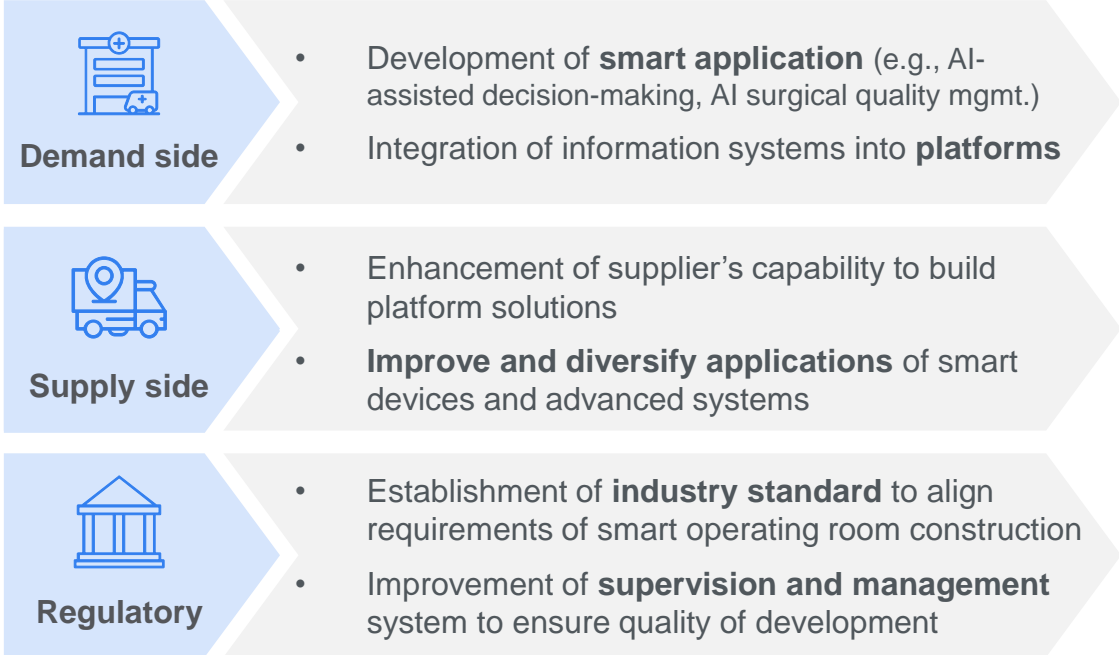 Demand side
• Development of smart application (e.g., AI-
assisted decision-making, AI surgical quality mgmt.)
• Integration of information systems into platforms
Supply side
• Enhancement of supplier’s capability to build
platform solutions
• Improve and diversify applications of smart
devices and advanced systems
Regulatory
• Establishment of industry standard to align
requirements of smart operating room construction
• Improvement of supervision and management
system to ensure quality of development